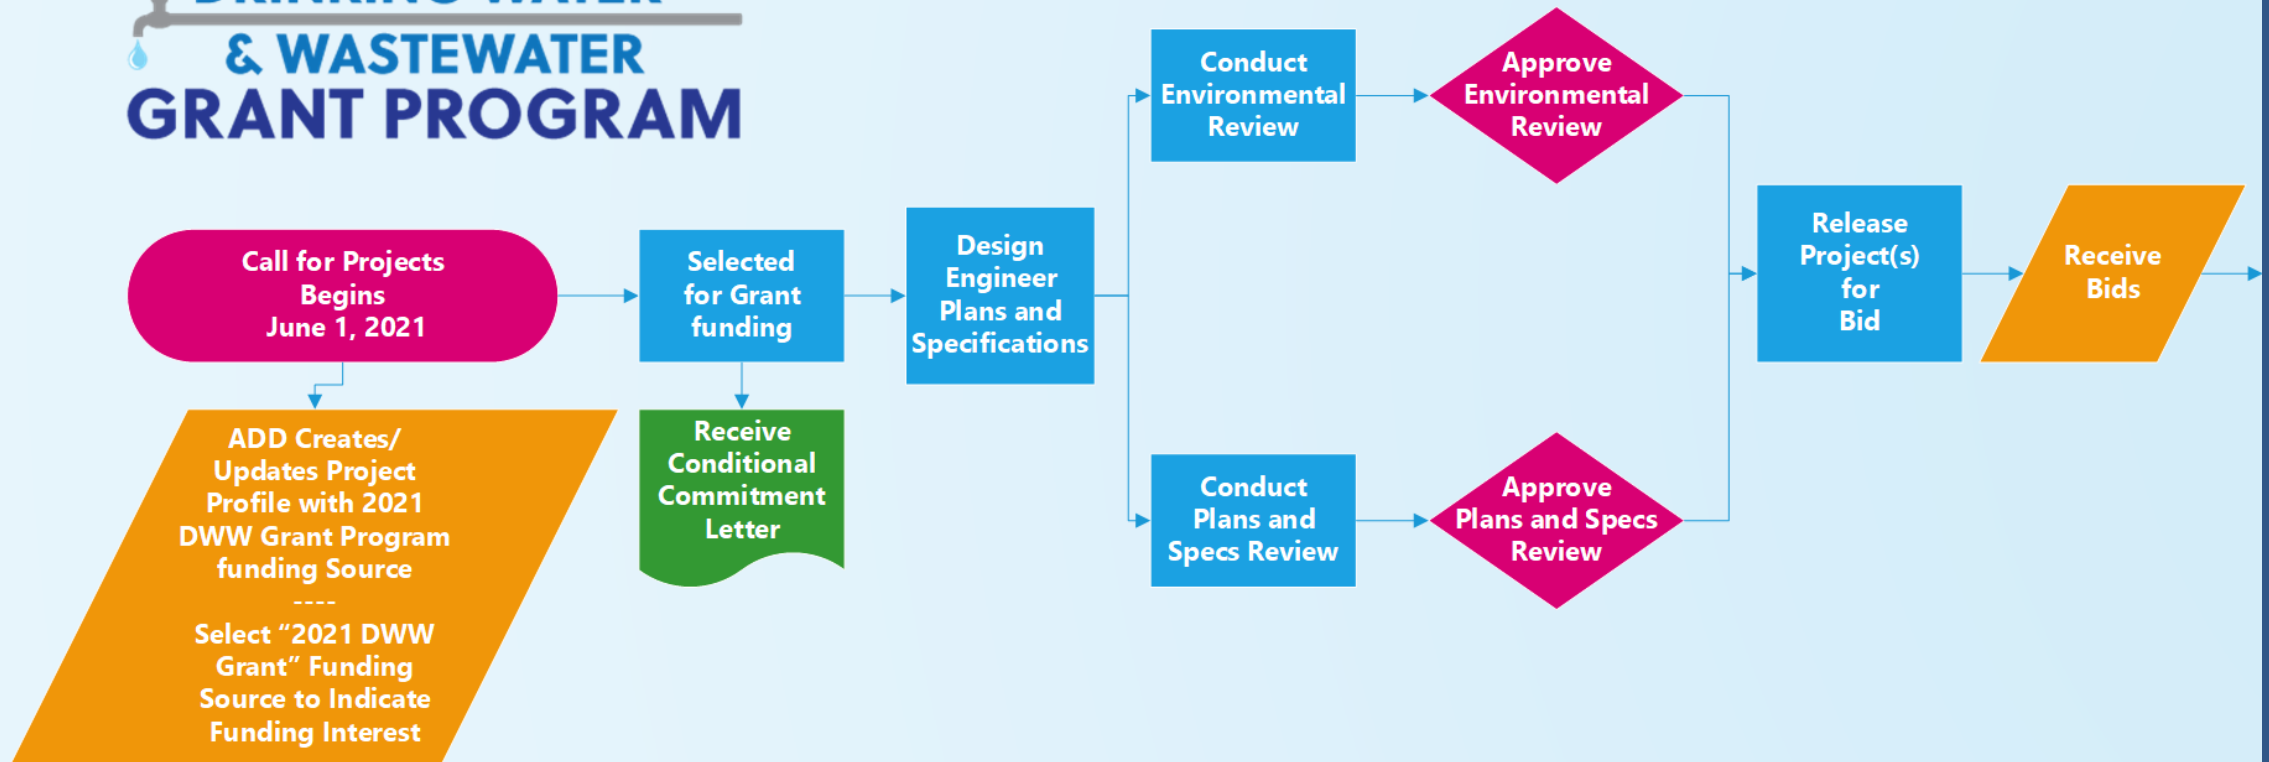 DRINKING WATER
& WASTEWATER
GRANT PROGRAM
Call for Projects
Begins
June 1, 2021
ADD Creates/
Updates Project
Profile with 2021
DWW Grant Program
funding Source
----
Select “2021 DWW
Grant” Funding
Source to Indicate
Funding Interest
Selected
for Grant
funding
Receive
Conditional
Commitment
Letter
Design
Engineer
Plans and
Specifications
Conduct
Environmental
Review
Approve
Environmental
Review
Conduct
Plans and
Specs Review
Approve
Plans and Specs
Review
Release
Project(s)
for
Bid
Receive
Bids